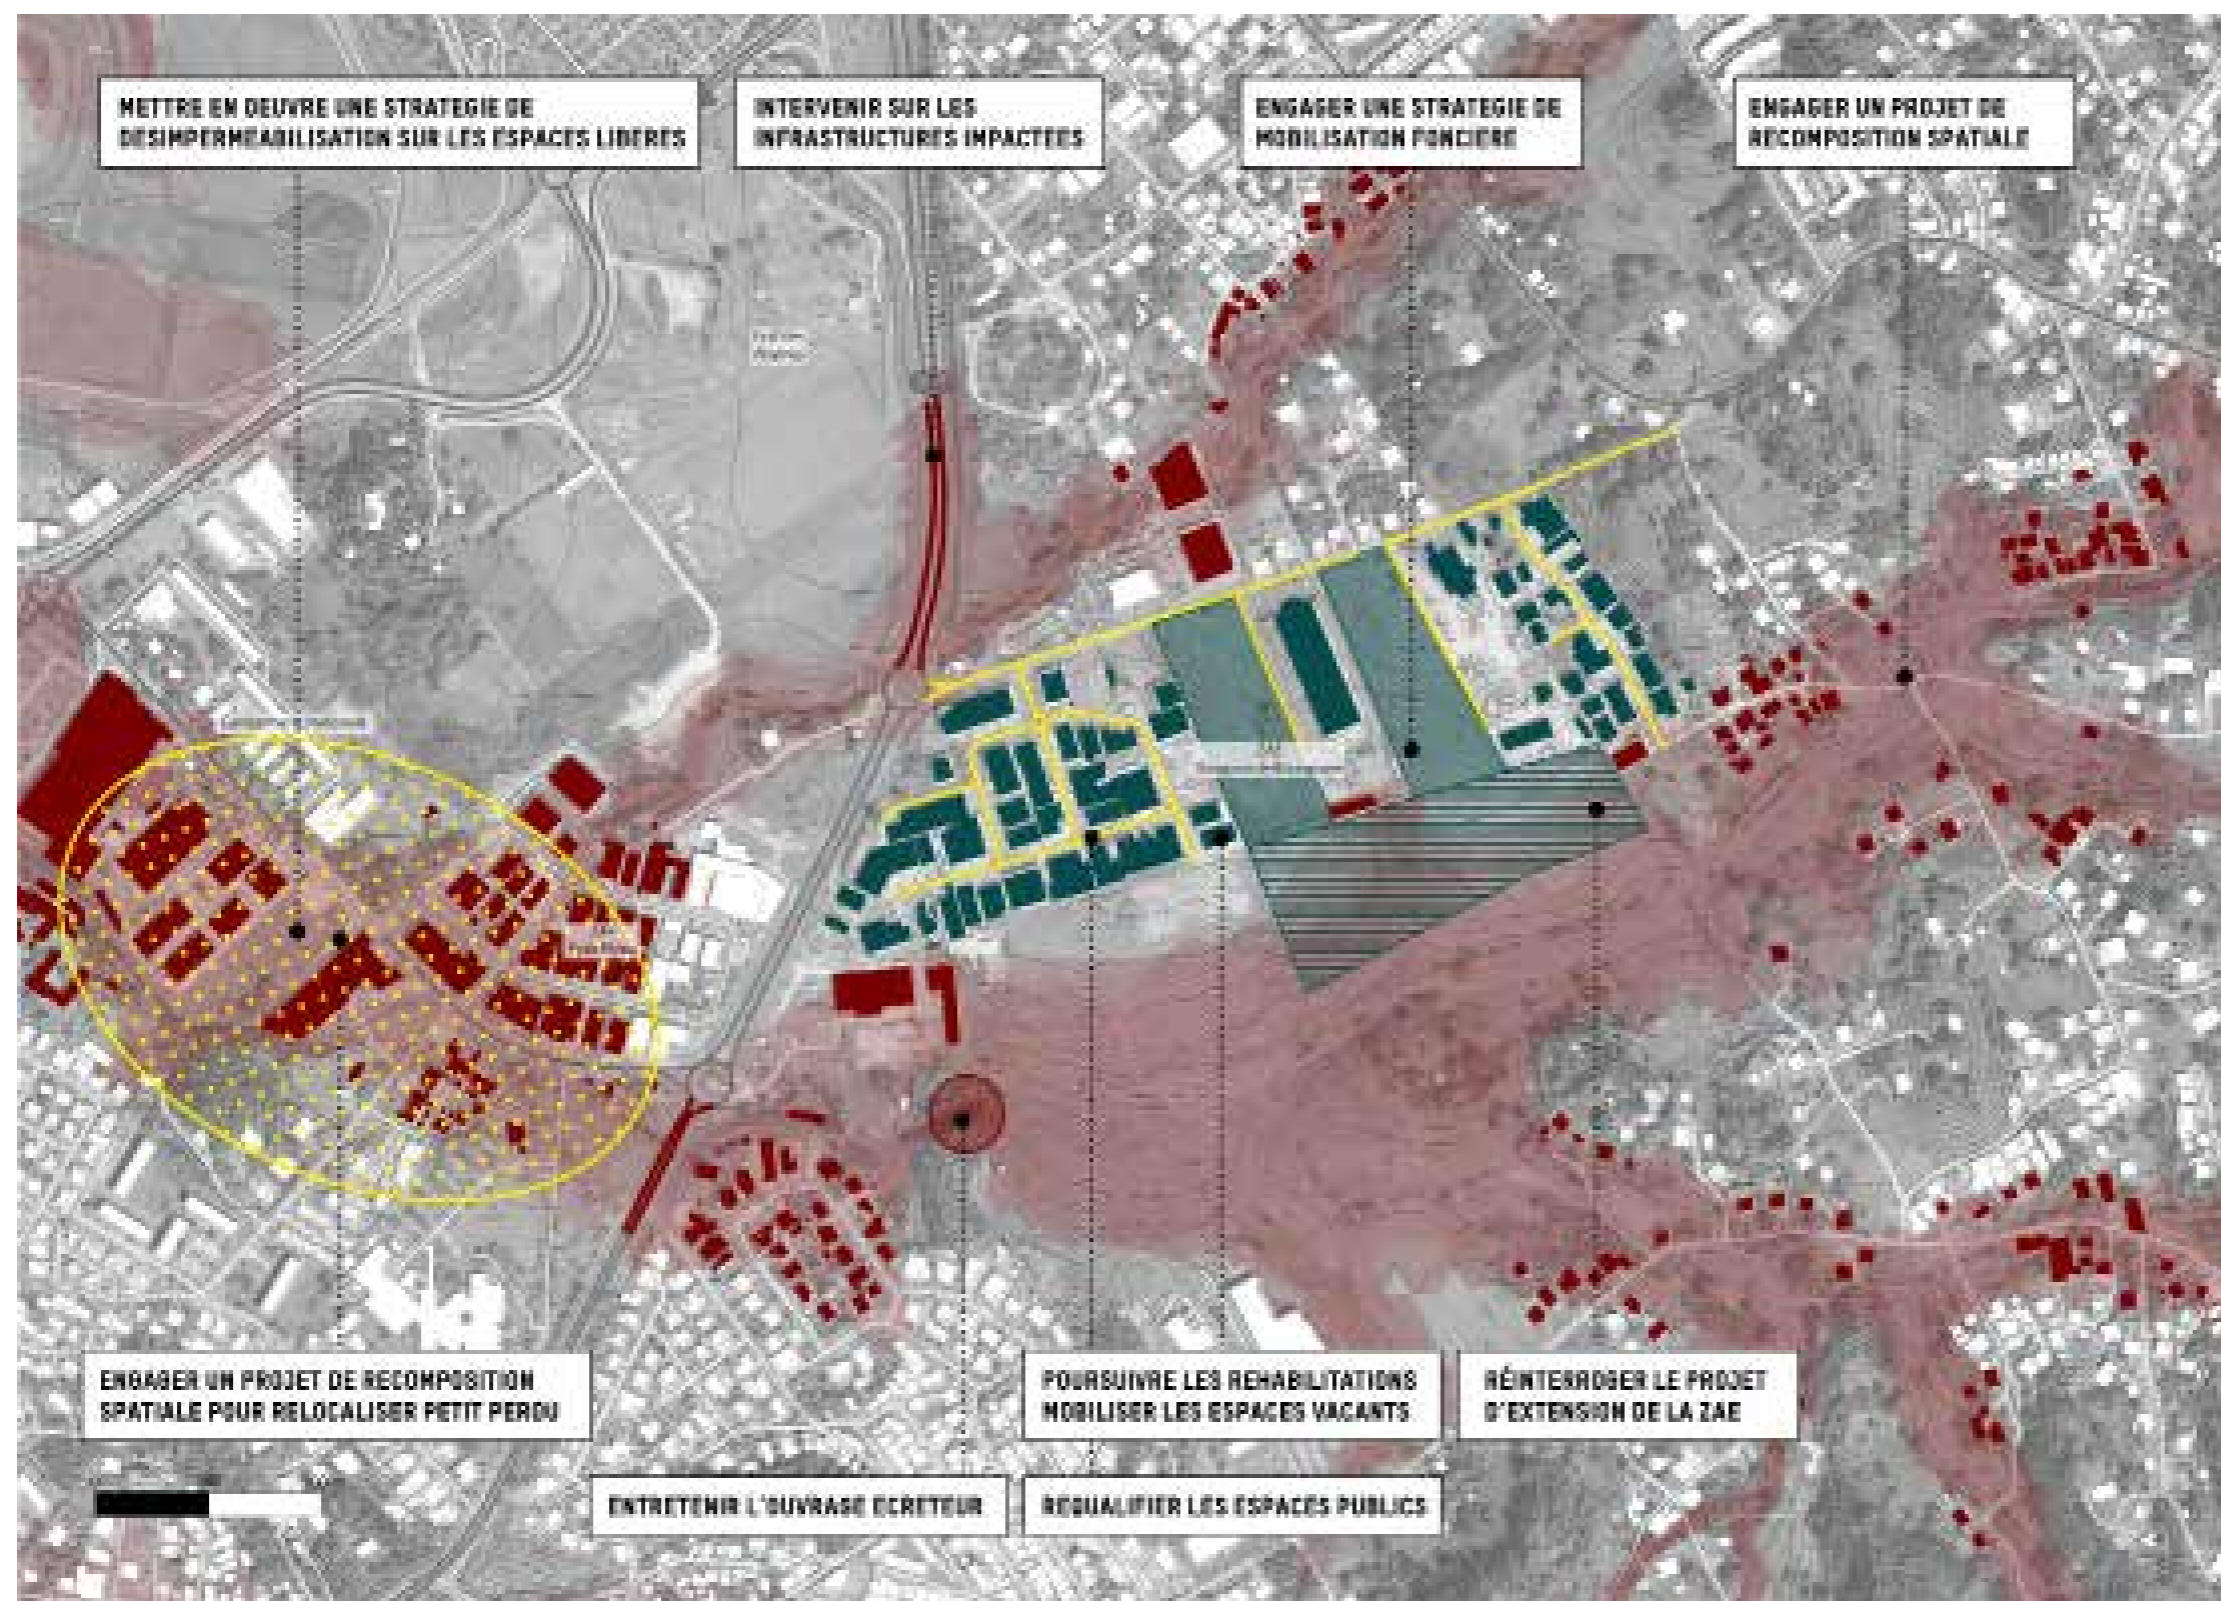 METTRE EN OEUVRE UNE STRATEGIE DE
DESIMPERMEABILISATION SUR LES ESPACES LIBERES
INTERVENIR SUR LES
INFRASTRUCTURES IMPACTEES
ENGAGER UNE STRATEGIE DE
MOBILISATION FONCIERE
ENGAGER UN PROJET DE
RECOMPOSITION SPATIALE
ENGAGER UN PROJET DE RECOMPOSITION
SPATIALE POUR RELOCALISER PETIT PEROU
POURSUIVRE LES REHABILITATIONS
MOBILISER LES ESPACES VACANTS
RÉINTERROGER LE PROJET
D'EXTENSION DE LA ZAE
ENTRETENIR L'OUVRAGE ECRETEUR
REQUALIFIER LES ESPACES PUBLICS